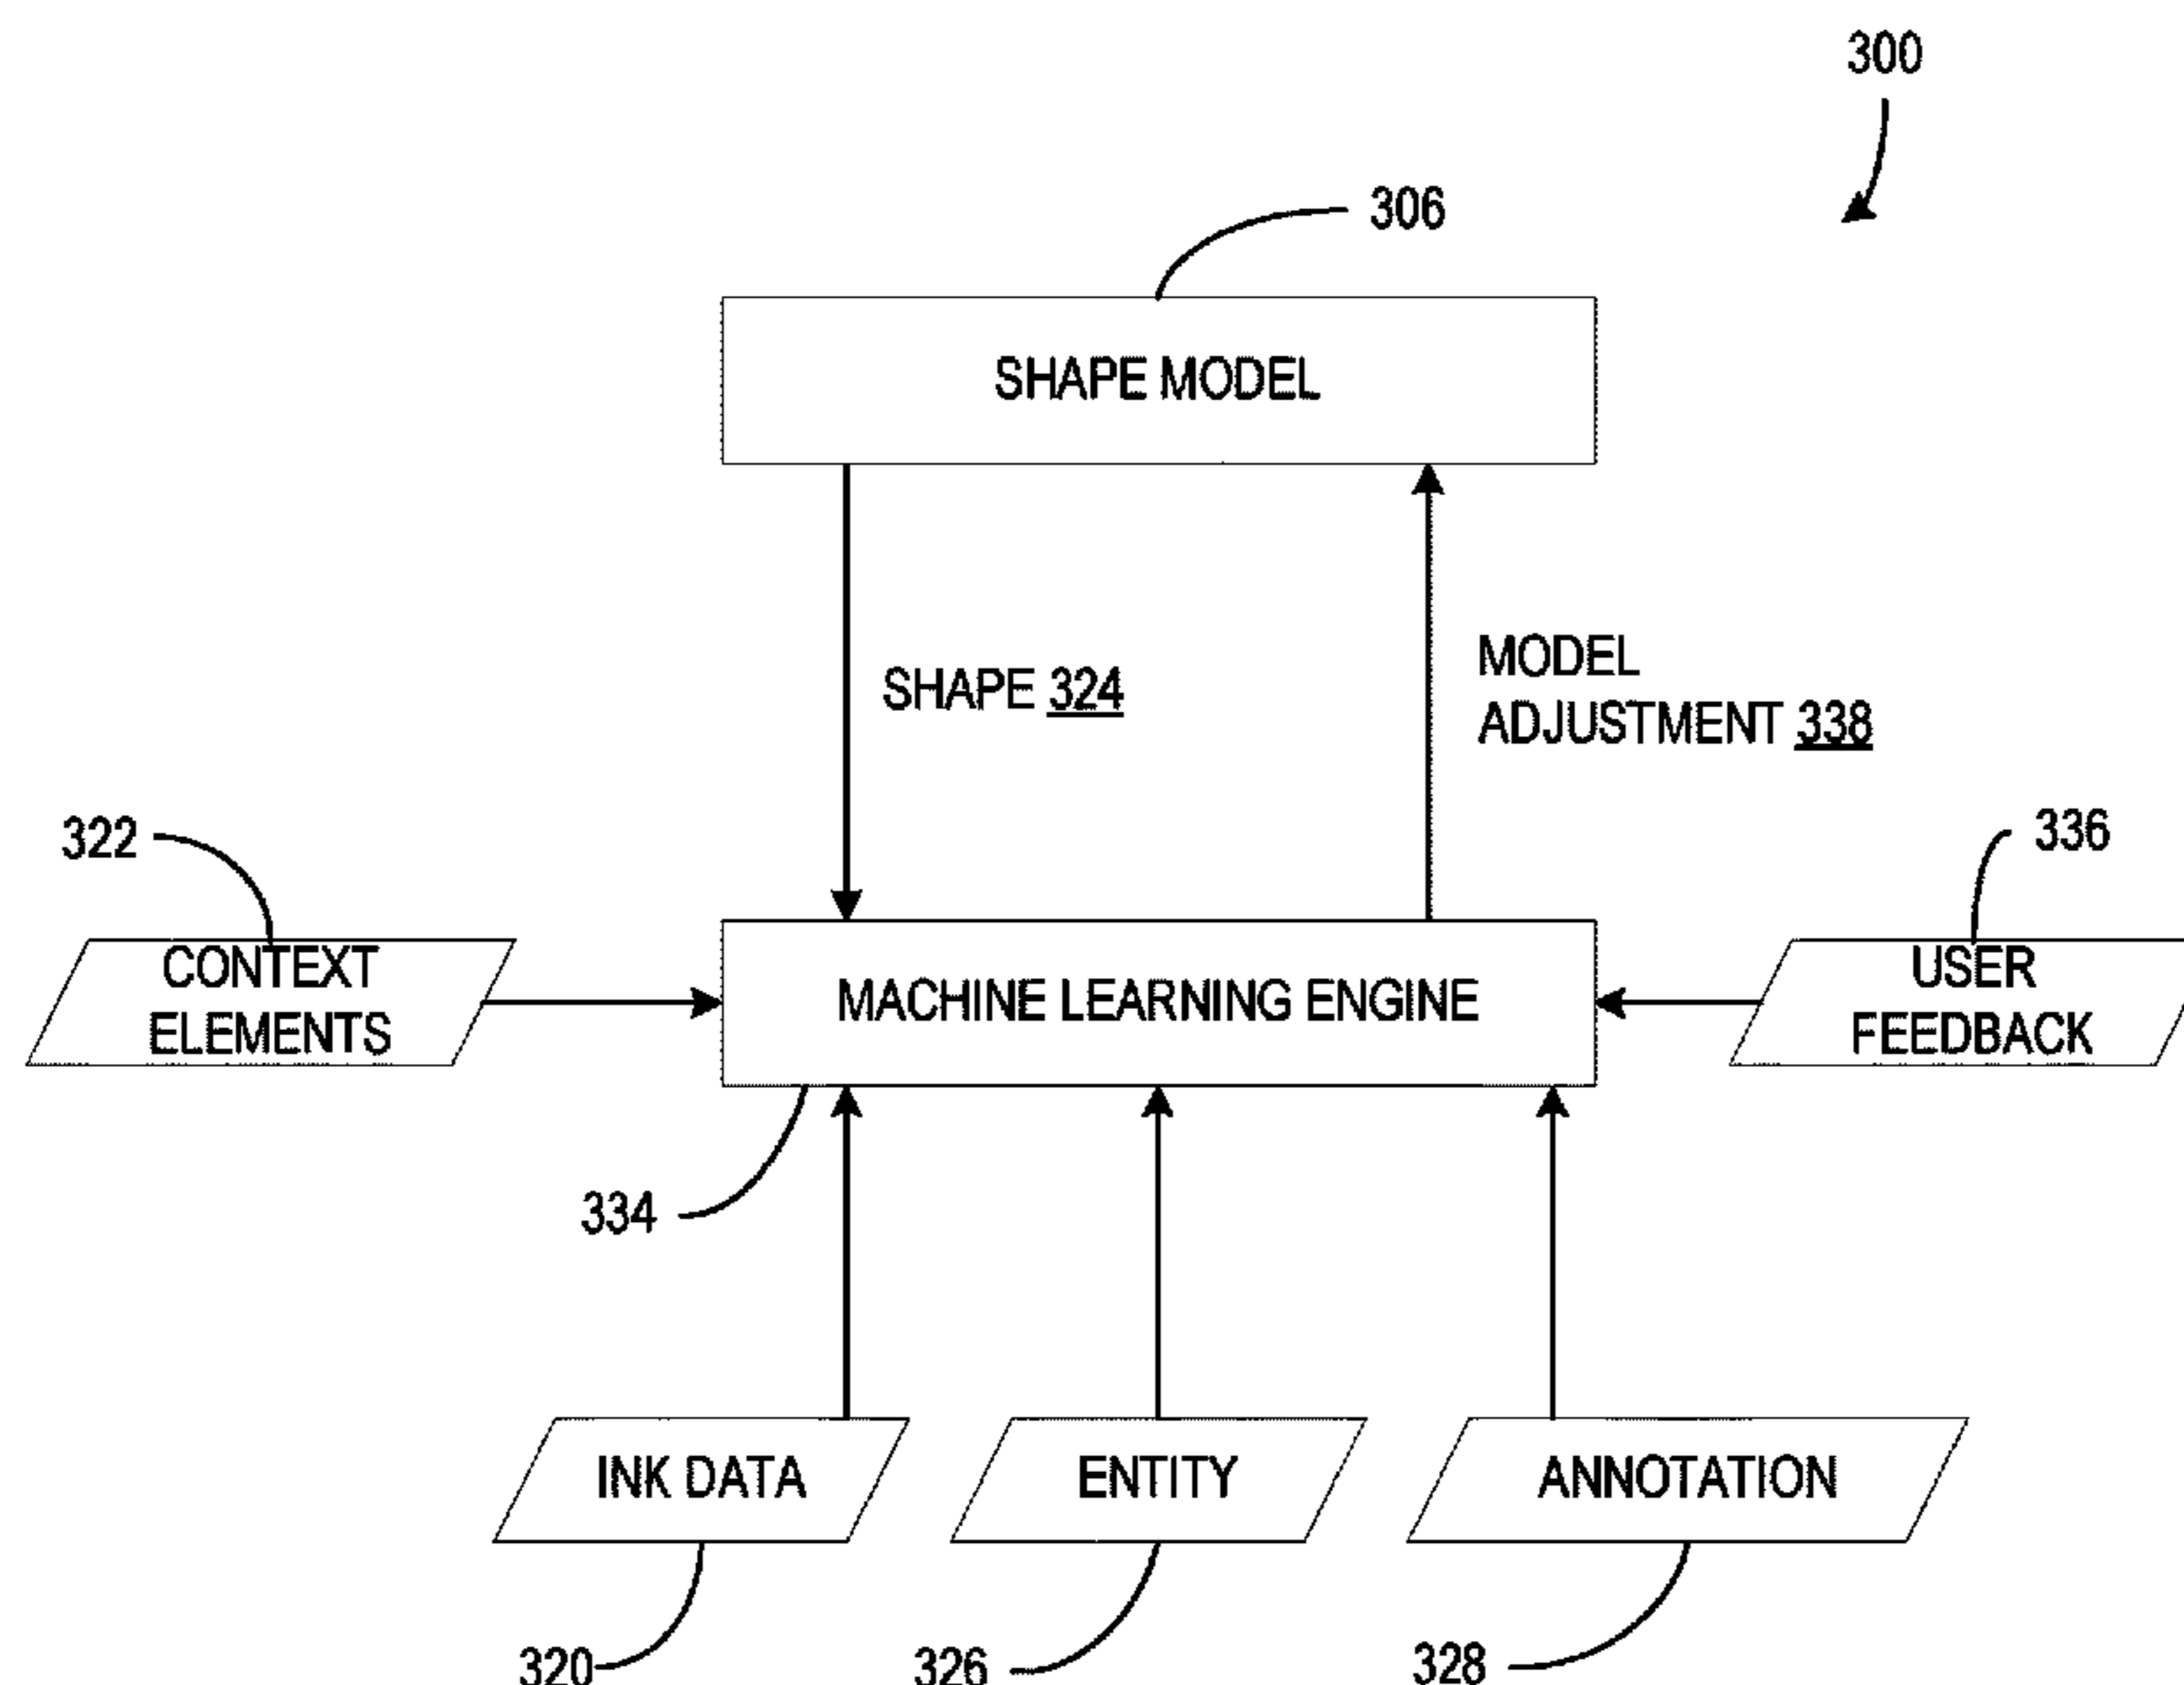 300
306
SHAPE MODEL
SHAPE 324
MODEL
ADJUSTMENT 338
322
336
CONTEXT
ELEMENTS
MACHINE LEARNING ENGINE
USER
FEEDBACK
334
INK DATA
ENTITY
ANNOTATION
320
326
328